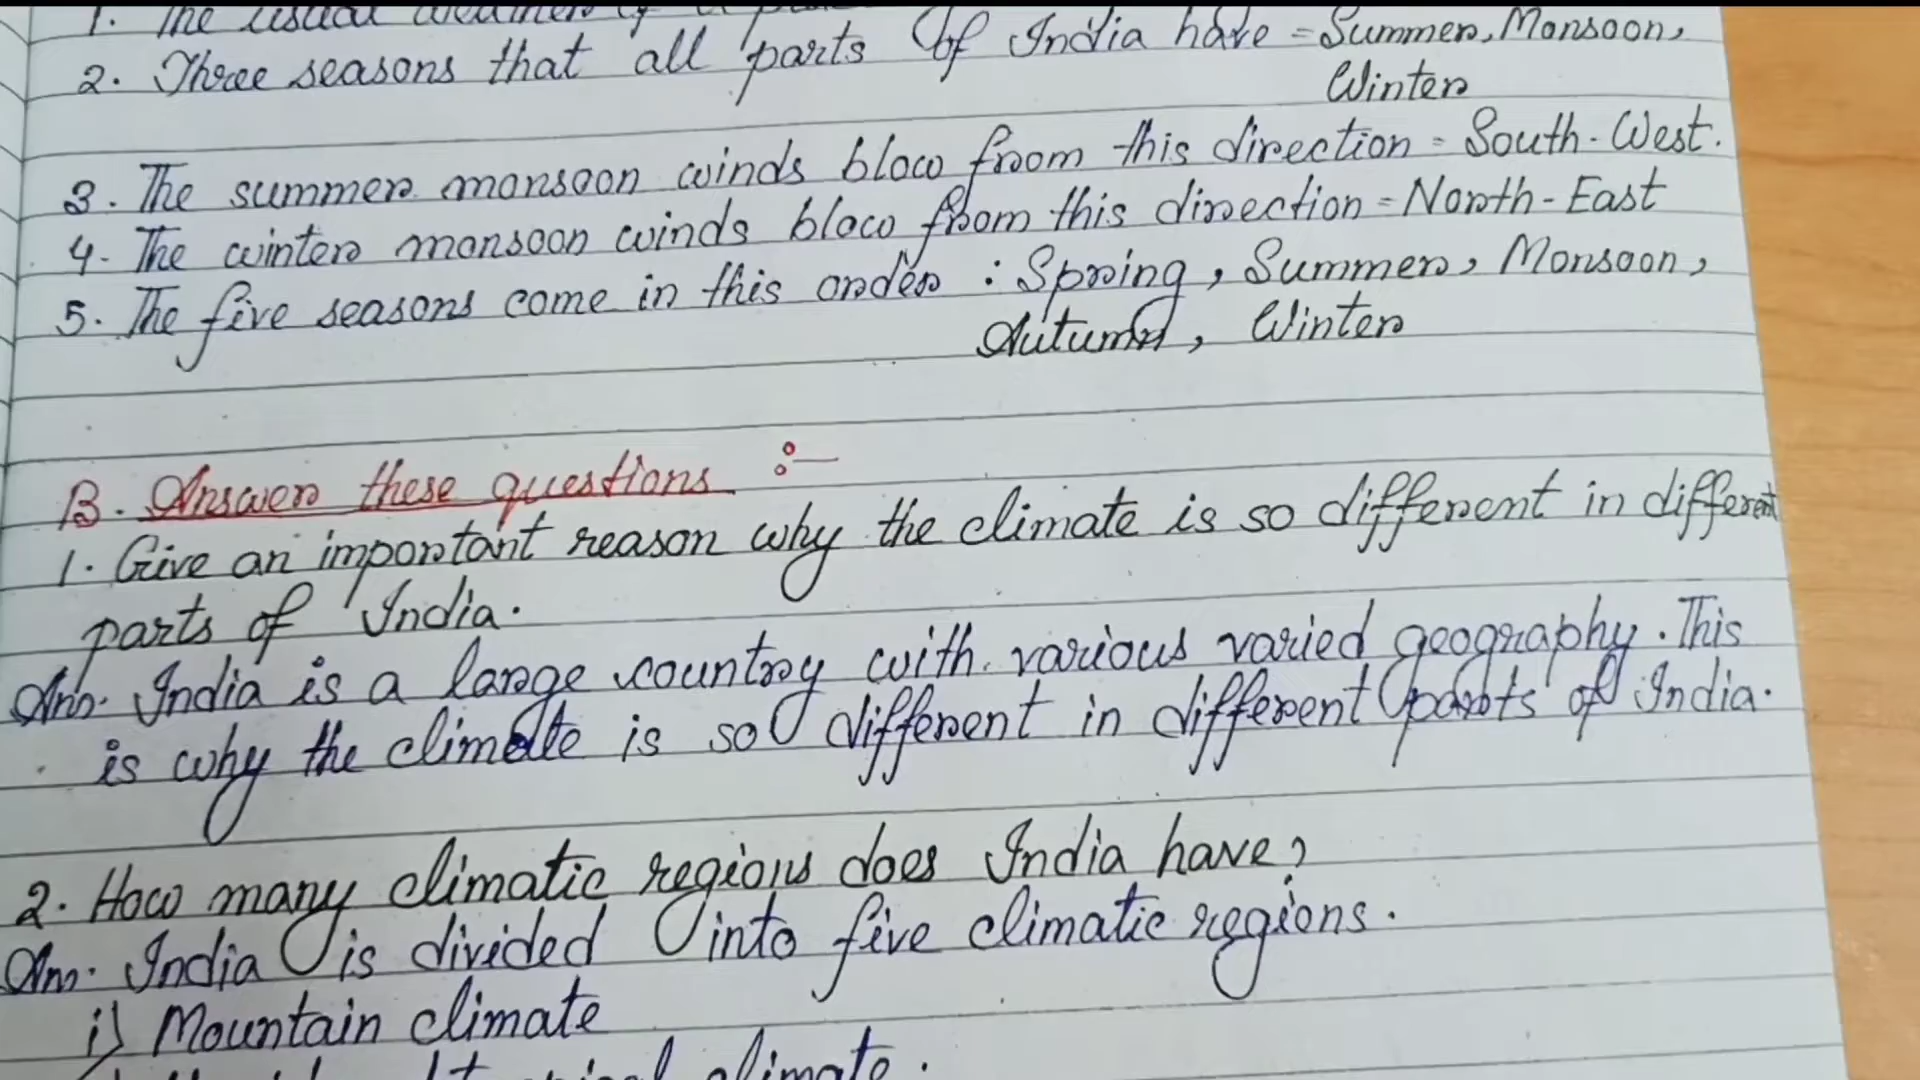 1. The usual
2. Three seasons that all parts of India have = Summer, Monsoon,
Winter
3. The summer monsoon winds blow from this direction = South-West.
4. The winter monsoon winds blow from this direction = North-East
5. The five seasons come in this order : Spring, Summer, Monsoon,
Autumn, Winter
B. Answer these questions :-
1. Give an important reason why the climate is so different in different
parts of India.
Ans. India is a large country with various varied geography. This
is why the climate is so different in different parts of India.
2. How many climatic regions does India have?
Ans. India is divided into five climatic regions.
i) Mountain climate
climate.